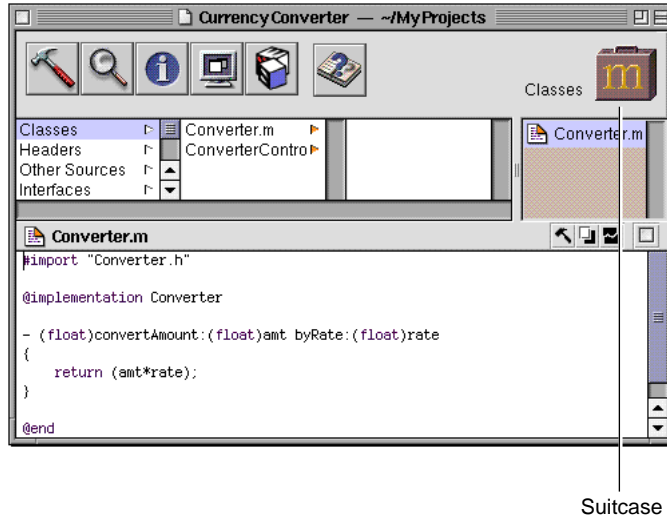 CurrencyConverter — ~/MyProjects
Classes
m
Classes
Headers
Other Sources
Interfaces
Converter.m
ConverterContro
Converter.m
Converter.m
#import "Converter.h"
@implementation Converter
- (float)convertAmount:(float)amt byRate:(float)rate
{
return (amt*rate);
}
@end
Suitcase